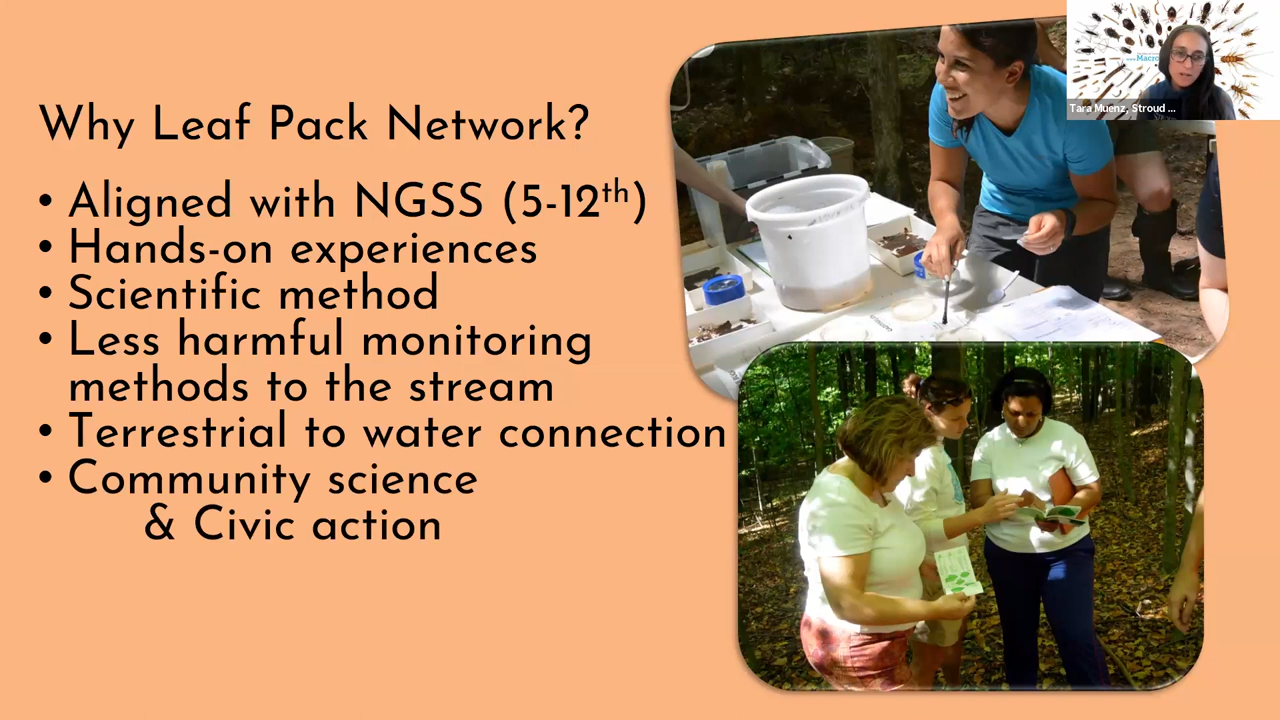 Why Leaf Pack Network?
• Aligned with NGSS (5-12th)
• Hands-on experiences
• Scientific method
• Less harmful monitoring
methods to the stream
• Terrestrial to water connection
• Community science
& Civic action
Macro
Tara Muenz, Stroud ...